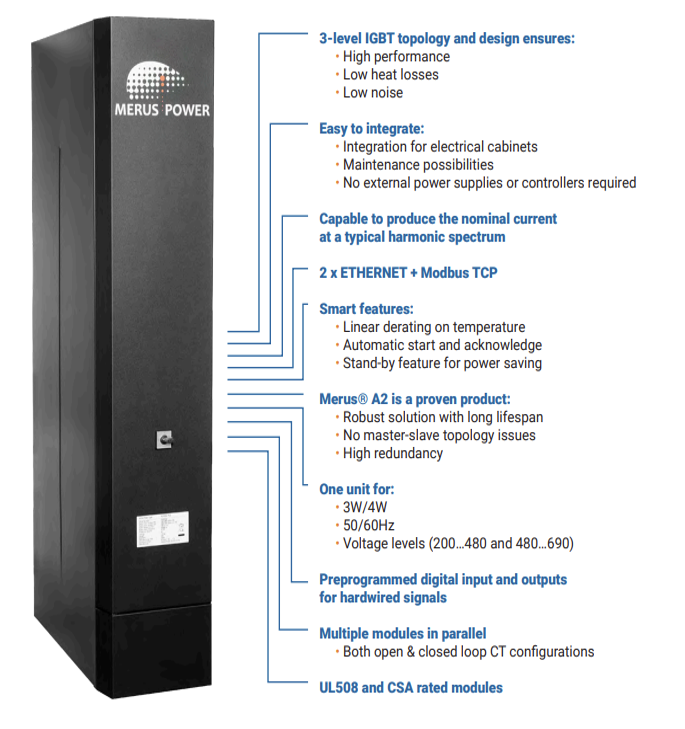 MERUS POWER
3-level IGBT topology and design ensures:
• High performance
• Low heat losses
• Low noise
Easy to integrate:
• Integration for electrical cabinets
• Maintenance possibilities
• No external power supplies or controllers required
Capable to produce the nominal current
at a typical harmonic spectrum
2 x ETHERNET + Modbus TCP
Smart features:
• Linear derating on temperature
• Automatic start and acknowledge
• Stand-by feature for power saving
Merus® A2 is a proven product:
• Robust solution with long lifespan
• No master-slave topology issues
• High redundancy
One unit for:
• 3W/4W
• 50/60Hz
• Voltage levels (200...480 and 480...690)
Preprogrammed digital input and outputs
for hardwired signals
Multiple modules in parallel
• Both open & closed loop CT configurations
UL508 and CSA rated modules